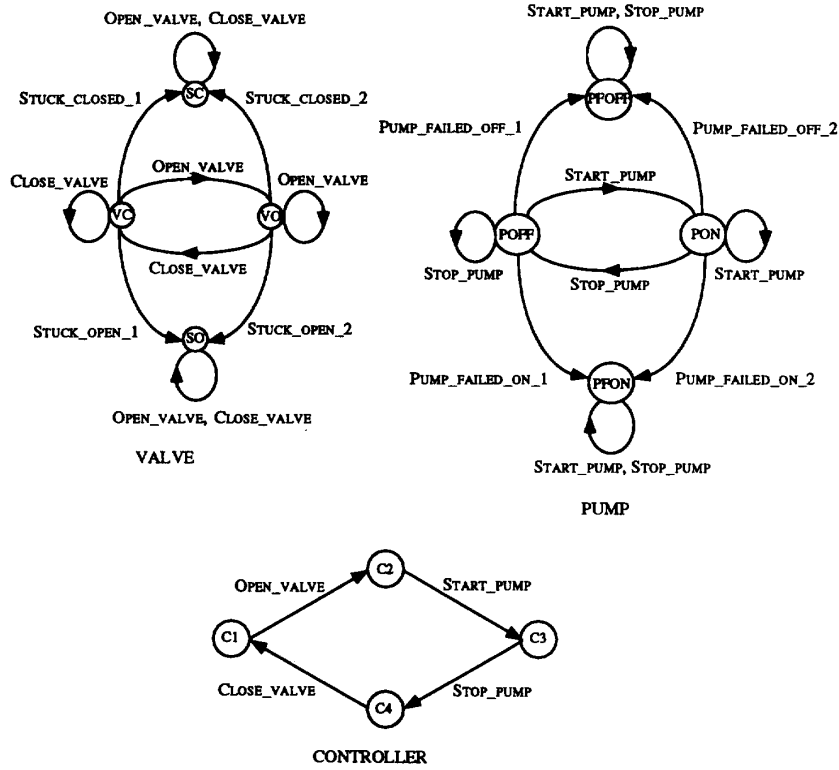 OPEN_VALVE, CLOSE_VALVE
STUCK_CLOSED_1
SC
STUCK_CLOSED_2
CLOSE_VALVE
OPEN_VALVE
OPEN_VALVE
VC
VO
CLOSE_VALVE
STUCK_OPEN_1
SO
STUCK_OPEN_2
OPEN_VALVE, CLOSE_VALVE
VALVE
START_PUMP, STOP_PUMP
PFOFF
PUMP_FAILED_OFF_1
PUMP_FAILED_OFF_2
START_PUMP
POFF
PON
STOP_PUMP
STOP_PUMP
START_PUMP
PUMP_FAILED_ON_1
PFON
PUMP_FAILED_ON_2
START_PUMP, STOP_PUMP
PUMP
C2
OPEN_VALVE
START_PUMP
C1
C3
CLOSE_VALVE
STOP_PUMP
C4
CONTROLLER